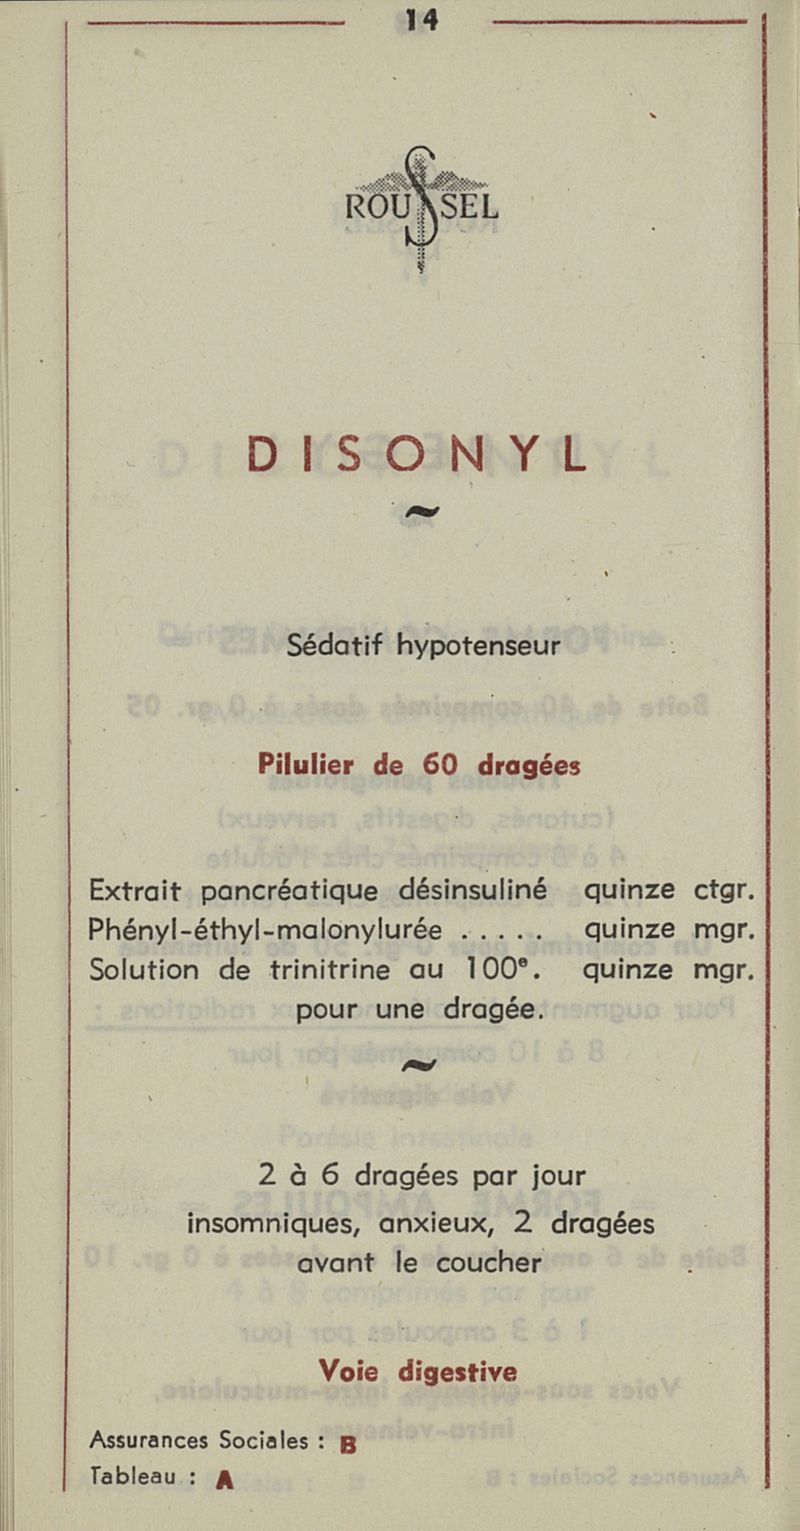 14
ROUSSEL
DISONYL
~
Sédatif hypotenseur
Pilulier de 60 dragées
Extrait pancréatique désinsuliné quinze ctgr.
Phényl-éthyl-malonylurée ..... quinze mgr.
Solution de trinitrine au 100e. quinze mgr.
pour une dragée.
~
2 à 6 dragées par jour
insomniques, anxieux, 2 dragées
avant le coucher
Voie digestive
Assurances Sociales : B
Tableau : A